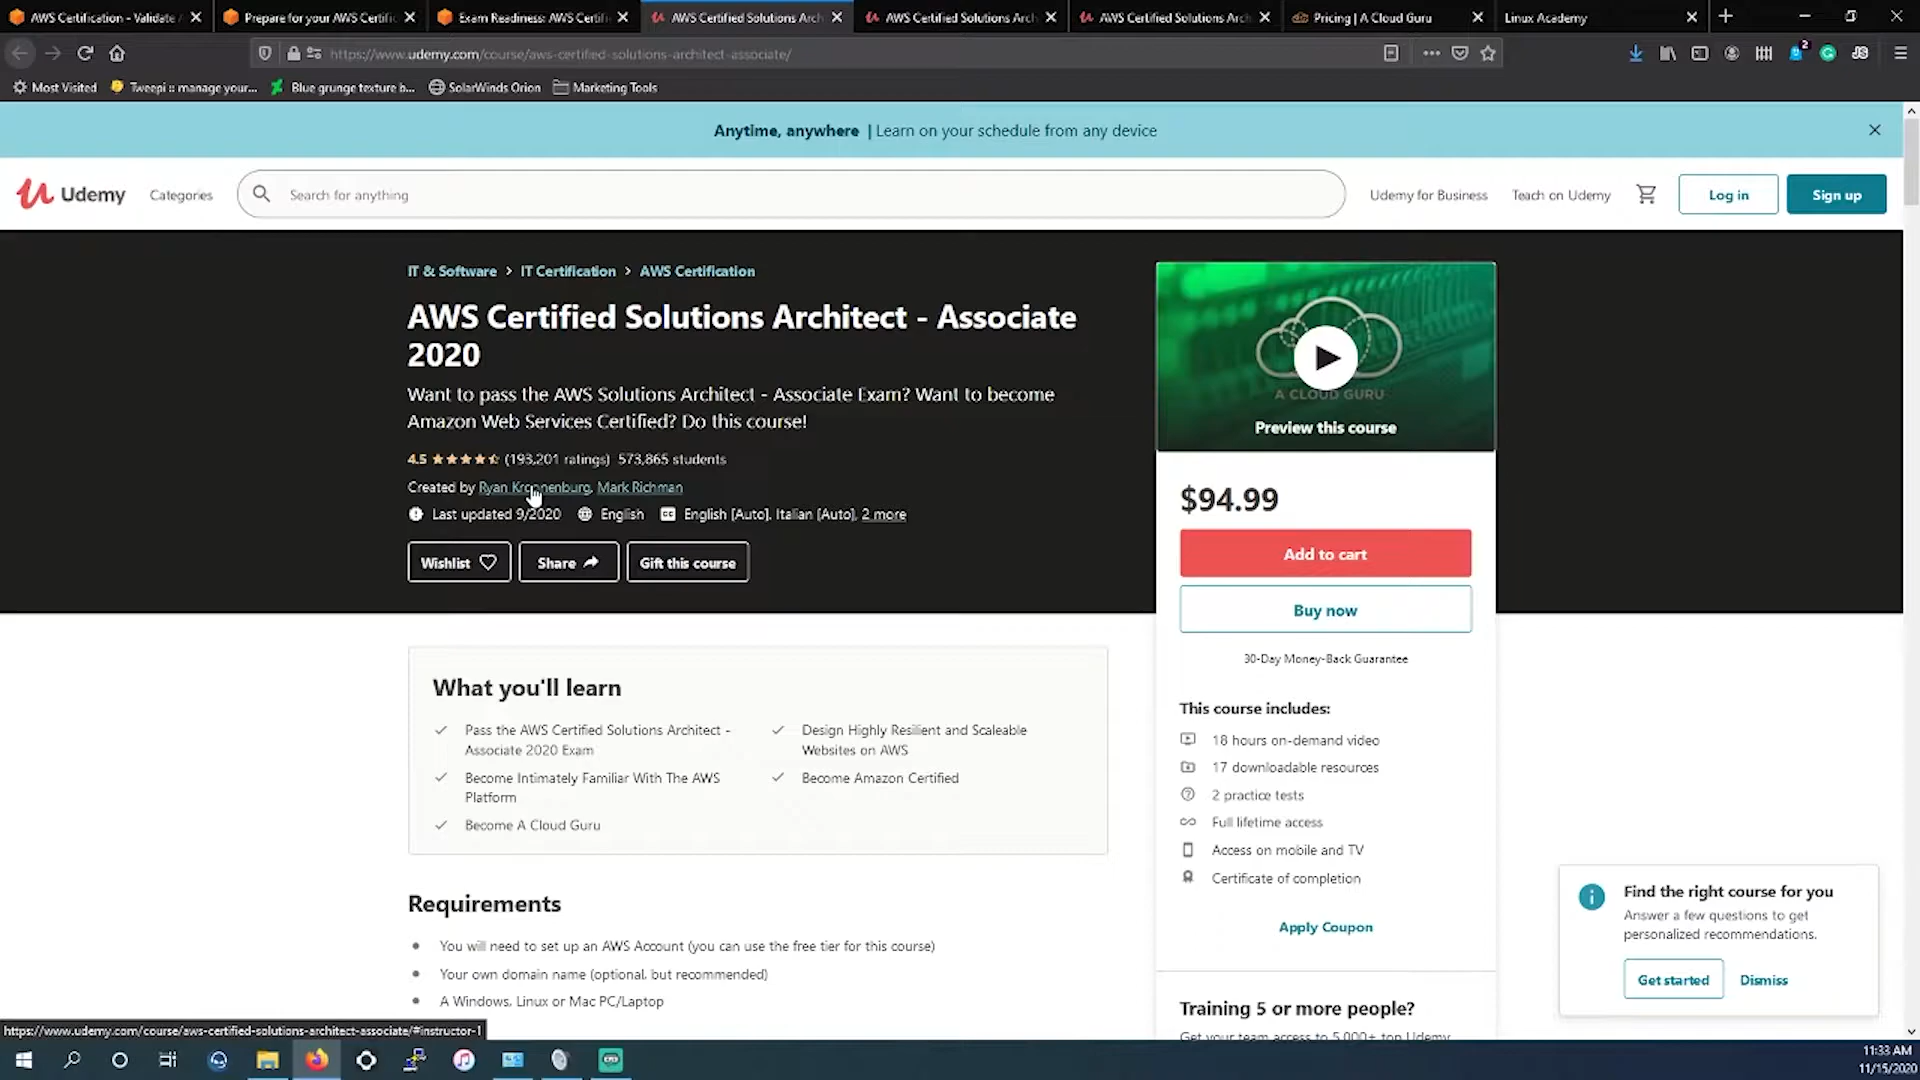 AWS Certification - Validate
Prepare for your AWS Certific
Exam Readiness: AWS Certifi
AWS Certified Solutions Arch
AWS Certified Solutions Arch
AWS Certified Solutions Arch
Pricing | A Cloud Guru
Linux Academy
https://www.udemy.com/course/aws-certified-solutions-architect-associate/
2
Most Visited
Tweepi :: manage your...
Blue grunge texture b...
SolarWinds Orion
Marketing Tools
Anytime, anywhere | Learn on your schedule from any device
Udemy
Categories
Search for anything
Udemy for Business
Teach on Udemy
Log in
Sign up
IT & Software > IT Certification > AWS Certification
AWS Certified Solutions Architect - Associate
2020
Want to pass the AWS Solutions Architect - Associate Exam? Want to become
Amazon Web Services Certified? Do this course!
4.5 (193,201 ratings) 573,865 students
Created by Ryan Kroonenburg, Mark Richman
Last updated 9/2020 English English [Auto], Italian [Auto], 2 more
Wishlist
Share
Gift this course
A CLOUD GURU
Preview this course
$94.99
Add to cart
Buy now
30-Day Money-Back Guarantee
This course includes:
18 hours on-demand video
17 downloadable resources
2 practice tests
Full lifetime access
Access on mobile and TV
Certificate of completion
Apply Coupon
Training 5 or more people?
Get your team access to 5,000+ top Udemy
What you'll learn
Pass the AWS Certified Solutions Architect -
Associate 2020 Exam
Become Intimately Familiar With The AWS
Platform
Become A Cloud Guru
Design Highly Resilient and Scaleable
Websites on AWS
Become Amazon Certified
Requirements
You will need to set up an AWS Account (you can use the free tier for this course)
Your own domain name (optional, but recommended)
A Windows, Linux or Mac PC/Laptop
Find the right course for you
Answer a few questions to get
personalized recommendations.
Get started
Dismiss
https://www.udemy.com/course/aws-certified-solutions-architect-associate/#instructor-1
11:33 AM
11/15/2020